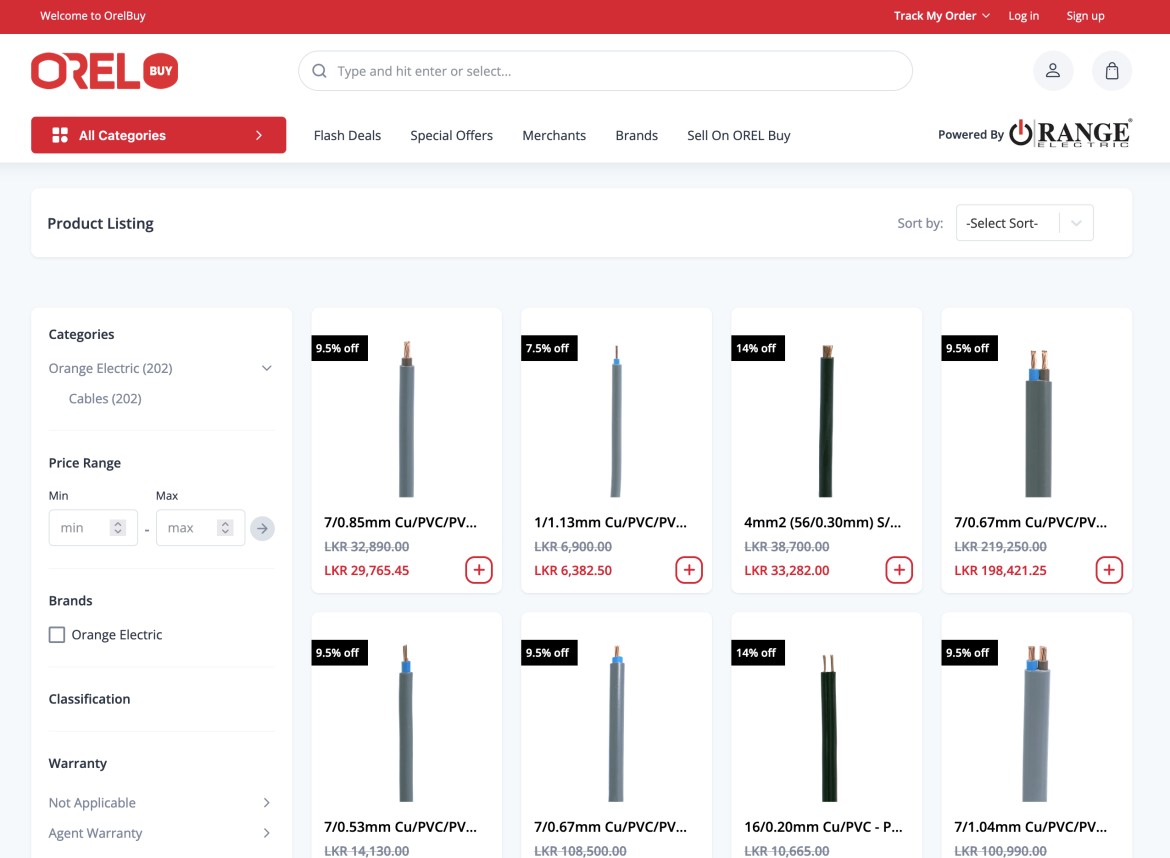 Welcome to OrelBuy
Track My Order
Log in
Sign up
OREL BUY
Type and hit enter or select...
All Categories
Flash Deals
Special Offers
Merchants
Brands
Sell On OREL Buy
Powered By ORANGE ELECTRIC
Product Listing
Sort by:
-Select Sort-
Categories
Orange Electric (202)
Cables (202)
Price Range
Min
Max
min
-
max
Brands
Orange Electric
Classification
Warranty
Not Applicable
Agent Warranty
9.5% off
7/0.85mm Cu/PVC/PV...
LKR 32,890.00
LKR 29,765.45
7.5% off
1/1.13mm Cu/PVC/PV...
LKR 6,900.00
LKR 6,382.50
14% off
4mm2 (56/0.30mm) S/...
LKR 38,700.00
LKR 33,282.00
9.5% off
7/0.67mm Cu/PVC/PV...
LKR 219,250.00
LKR 198,421.25
9.5% off
7/0.53mm Cu/PVC/PV...
LKR 14,130.00
9.5% off
7/0.67mm Cu/PVC/PV...
LKR 108,500.00
14% off
16/0.20mm Cu/PVC - P...
LKR 10,665.00
9.5% off
7/1.04mm Cu/PVC/PV...
LKR 100,990.00